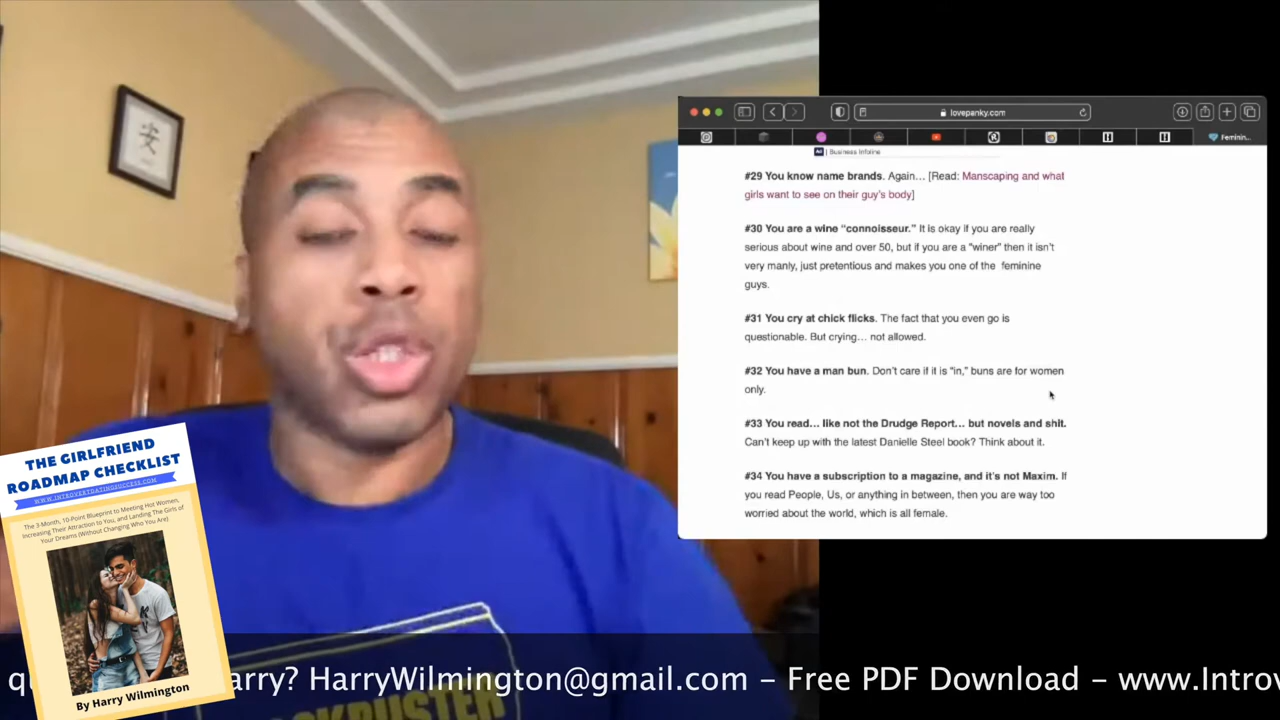 安
lovepanky.com
Feminin...
Ad | Business Infoline
#29 You know name brands. Again… [Read: Manscaping and what
girls want to see on their guy's body]
#30 You are a wine “connoisseur.” It is okay if you are really
serious about wine and over 50, but if you are a “winer” then it isn't
very manly, just pretentious and makes you one of the feminine
guys.
#31 You cry at chick flicks. The fact that you even go is
questionable. But crying… not allowed.
#32 You have a man bun. Don't care if it is “in,” buns are for women
only.
#33 You read… like not the Drudge Report… but novels and shit.
Can't keep up with the latest Danielle Steel book? Think about it.
#34 You have a subscription to a magazine, and it's not Maxim. If
you read People, Us, or anything in between, then you are way too
worried about the world, which is all female.
THE GIRLFRIEND
ROADMAP CHECKLIST
WWW.INTROVERTDATINGSUCCESS.COM
The 3-Month, 10-Point Blueprint to Meeting Hot Women,
Increasing Their Attraction to You, and Landing The Girls of
Your Dreams (Without Changing Who You Are)
By Harry Wilmington
arry? HarryWilmington@gmail.com – Free PDF Download – www.Introv